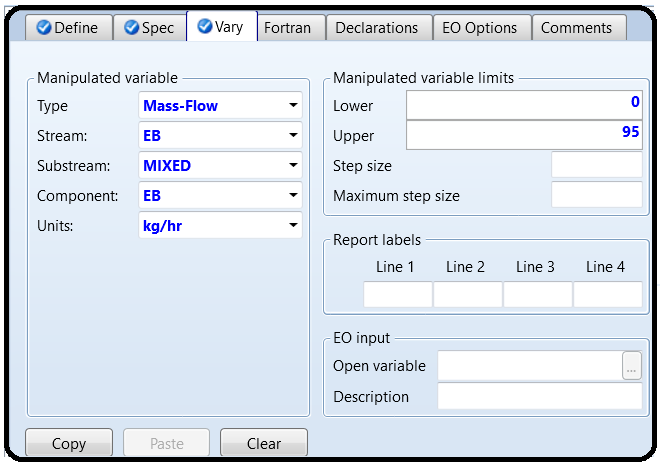 Define Spec Vary Fortran Declarations EO Options Comments
Manipulated variable
Type Mass-Flow
Stream: EB
Substream: MIXED
Component: EB
Units: kg/hr
Manipulated variable limits
Lower 0
Upper 95
Step size
Maximum step size
Report labels
Line 1 Line 2 Line 3 Line 4
EO input
Open variable ...
Description
Copy Paste Clear